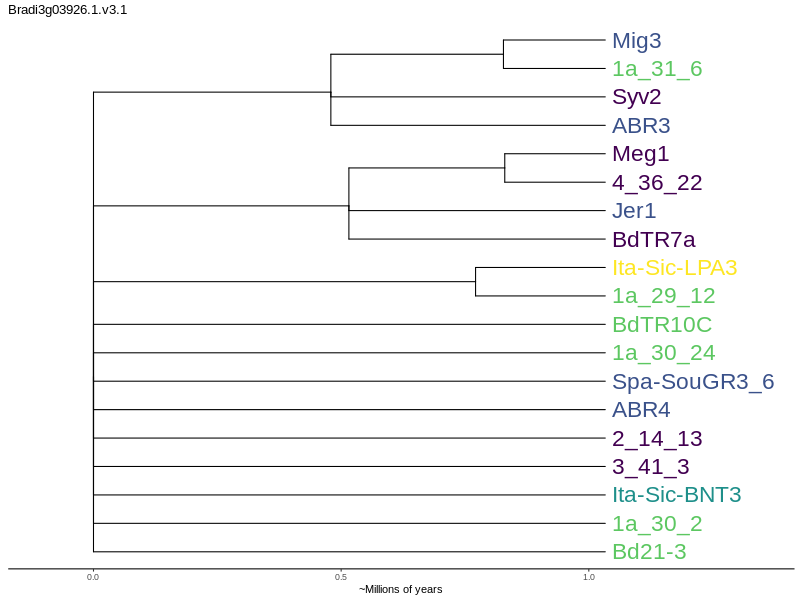 Bradi3g03926.1.v3.1
Mig3
1a_31_6
Syv2
ABR3
Meg1
4_36_22
Jer1
BdTR7a
Ita-Sic-LPA3
1a_29_12
BdTR10C
1a_30_24
Spa-SouGR3_6
ABR4
2_14_13
3_41_3
Ita-Sic-BNT3
1a_30_2
Bd21-3
0.0 0.5 1.0
~Millions of years